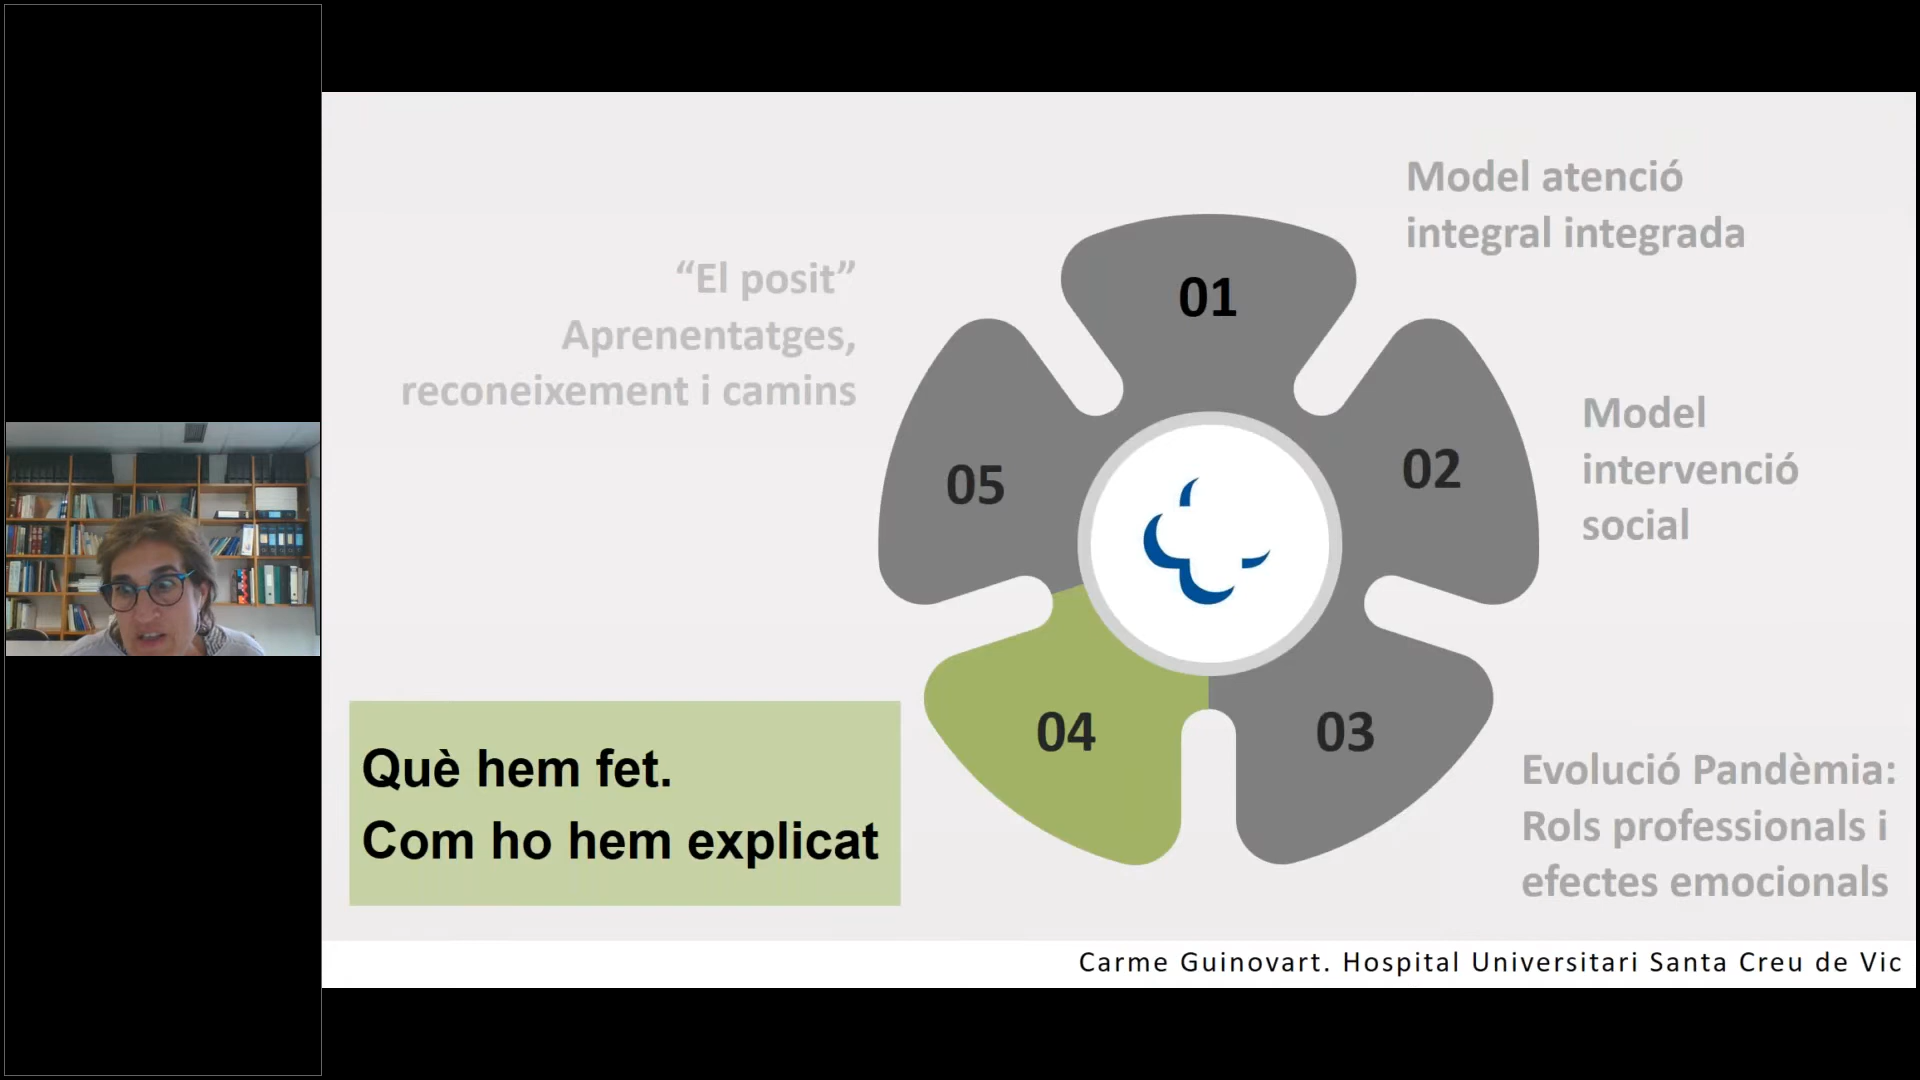 Model atenció
integral integrada
01
“El posit”
Aprenentatges,
reconeixement i camins
05
02
Model
intervenció
social
04
03
Què hem fet.
Com ho hem explicat
Evolució Pandèmia:
Rols professionals i
efectes emocionals
Carme Guinovart. Hospital Universitari Santa Creu de Vic